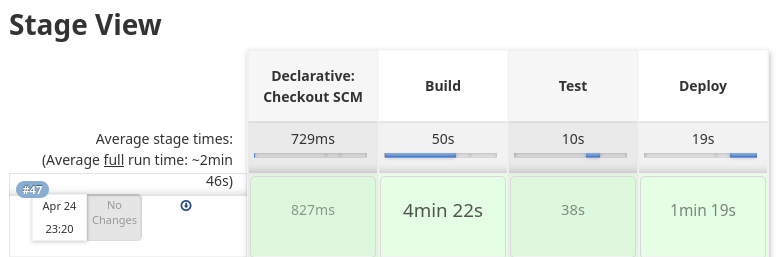 Stage View
Declarative:
Checkout SCM
Build
Test
Deploy
Average stage times:
(Average full run time: ~2min
46s)
729ms
50s
10s
19s
#47
Apr 24
23:20
No
Changes
827ms
4min 22s
38s
1min 19s